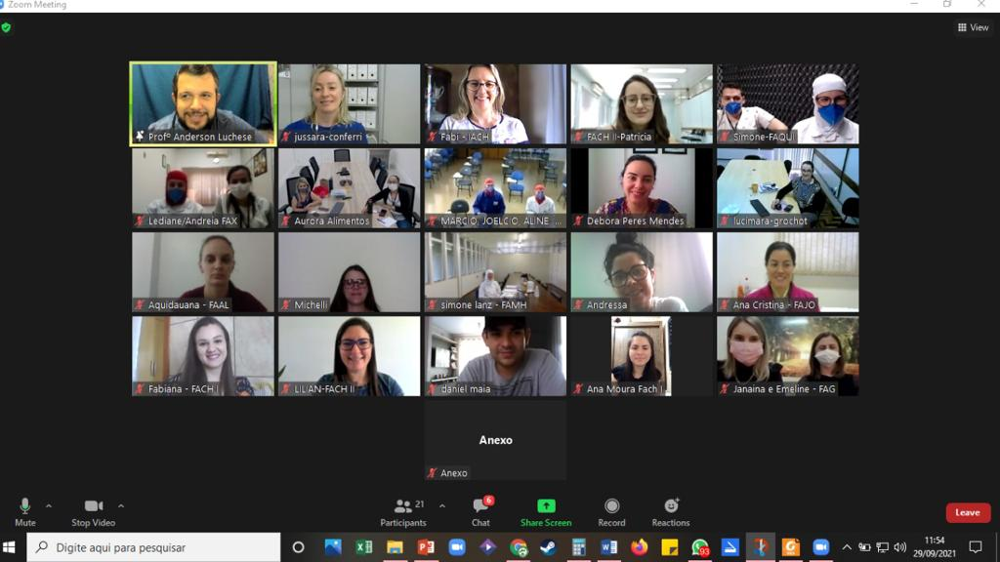 Zoom Meeting
View
Profº Anderson Luchese
jussara-conferri
Fabi - IACH
FACH II-Patricia
Simone-FAQUI
Lediane/Andreia FAX
Aurora Alimentos
MARCIO, JOELCIO, ALINE ...
Debora Peres Mendes
lucimara-grochot
Aquidauana - FAAL
Michelli
simone lanz - FAMH
Andressa
Ana Cristina - FAJO
Fabiana - FACH I
LILIAN-FACH II
daniel maia
Ana Moura Fach I
Janaina e Emeline - FAG
Anexo
Anexo
Mute
Stop Video
Participants
21
Chat
6
Share Screen
Record
Reactions
Leave
Digite aqui para pesquisar
93
11:54
29/09/2021